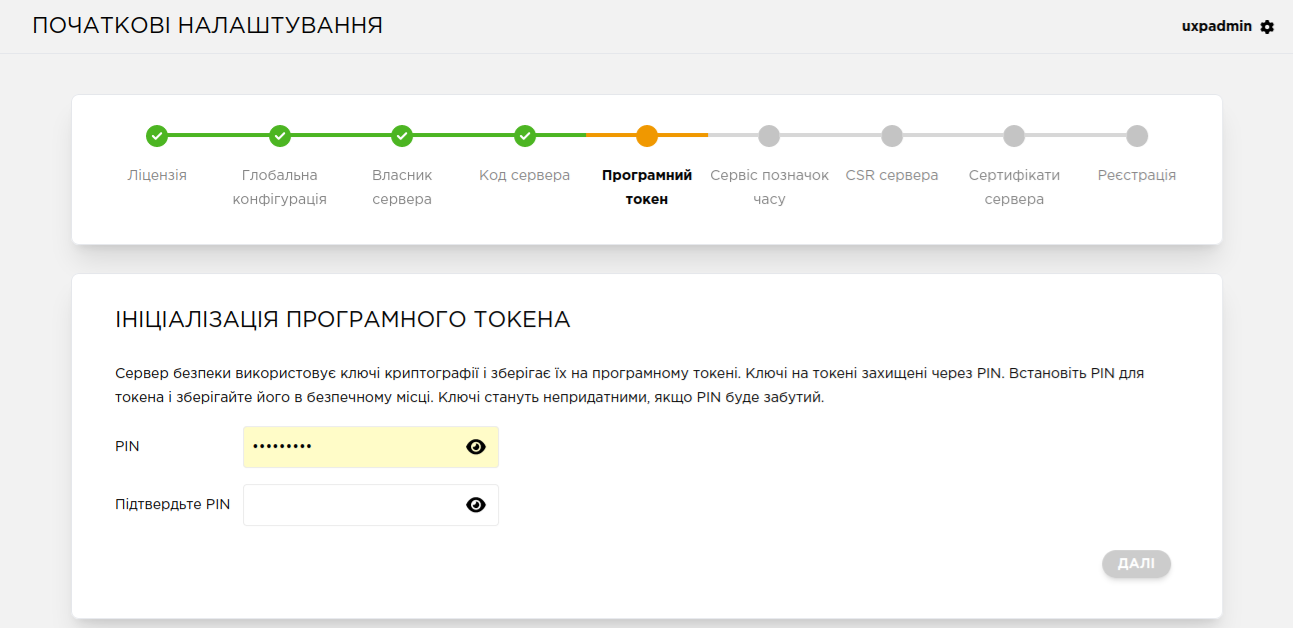 ПОЧАТКОВІ НАЛАШТУВАННЯ
uxpadmin
Ліцензія
Глобальна
конфігурація
Власник
сервера
Код сервера
Програмний
токен
Сервіс позначок
часу
CSR сервера
Сертифікати
сервера
Реєстрація
ІНІЦІАЛІЗАЦІЯ ПРОГРАМНОГО ТОКЕНА
Сервер безпеки використовує ключі криптографії і зберігає їх на програмному токені. Ключі на токені захищені через PIN. Встановіть PIN для
токена і зберігайте його в безпечному місці. Ключі стануть непридатними, якщо PIN буде забутий.
PIN
•••••••••
Підтвердьте PIN
ДАЛІ